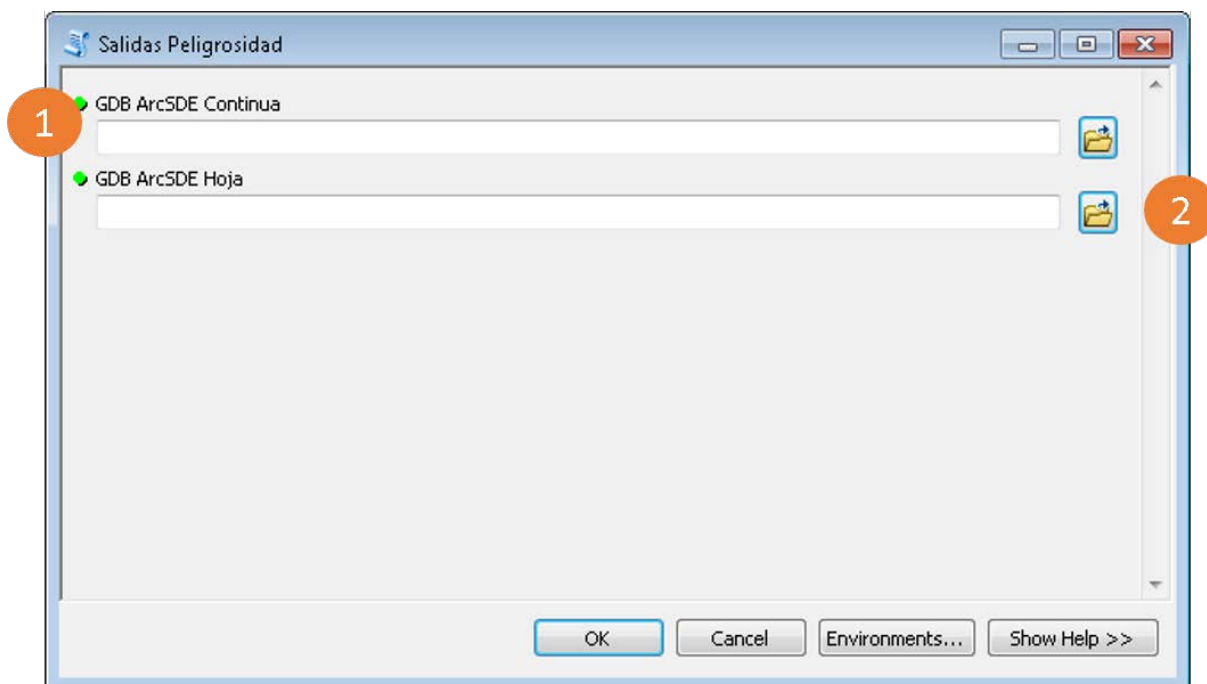 Salidas Peligrosidad
GDB ArcSDE Continua
1
GDB ArcSDE Hoja
2
OK Cancel Environments... Show Help >>